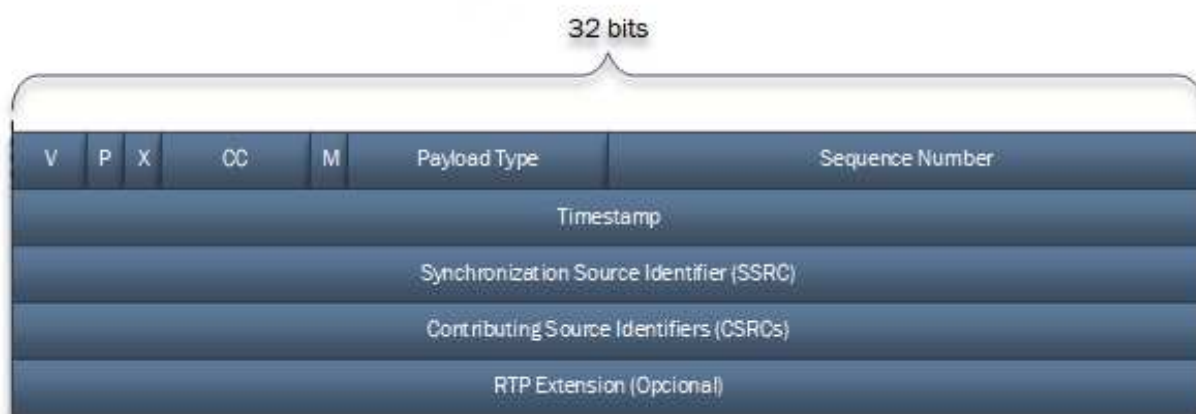 32 bits
V P X CC M Payload Type Sequence Number
Timestamp
Synchronization Source Identifier (SSRC)
Contributing Source Identifiers (CSRCs)
RTP Extension (Opcional)